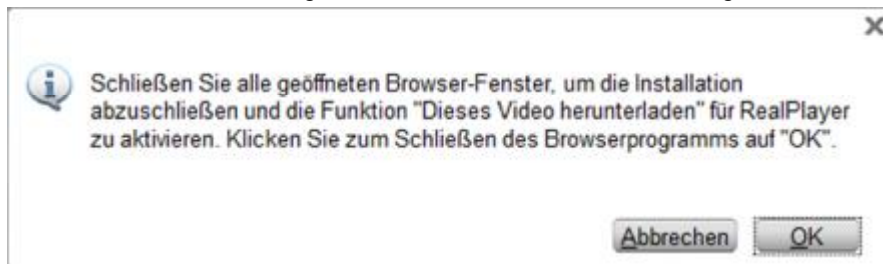 Schließen Sie alle geöffneten Browser-Fenster, um die Installation
abzuschließen und die Funktion "Dieses Video herunterladen" für RealPlayer
zu aktivieren. Klicken Sie zum Schließen des Browserprogramms auf "OK".
Abbrechen OK